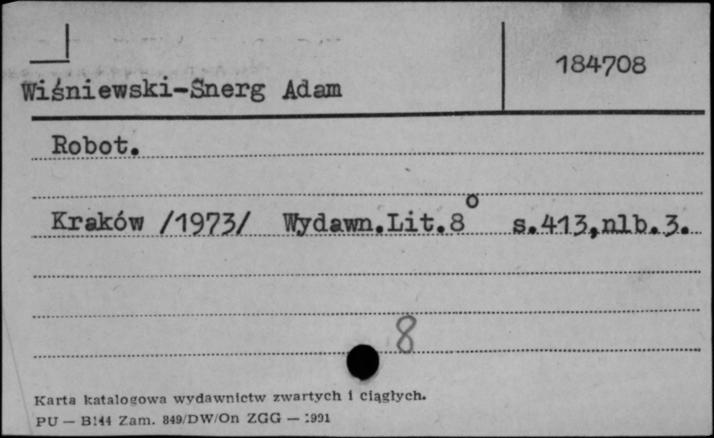 184708
Wiśniewski-Snerg Adam
Robot.
Kraków /1973/ Wydawn.Lit.8° s.413,nlb.3.
8
Karta katalogowa wydawnictw zwartych i ciągłych.
PU — B144 Zam. 849/DW/On ZGG — 1991